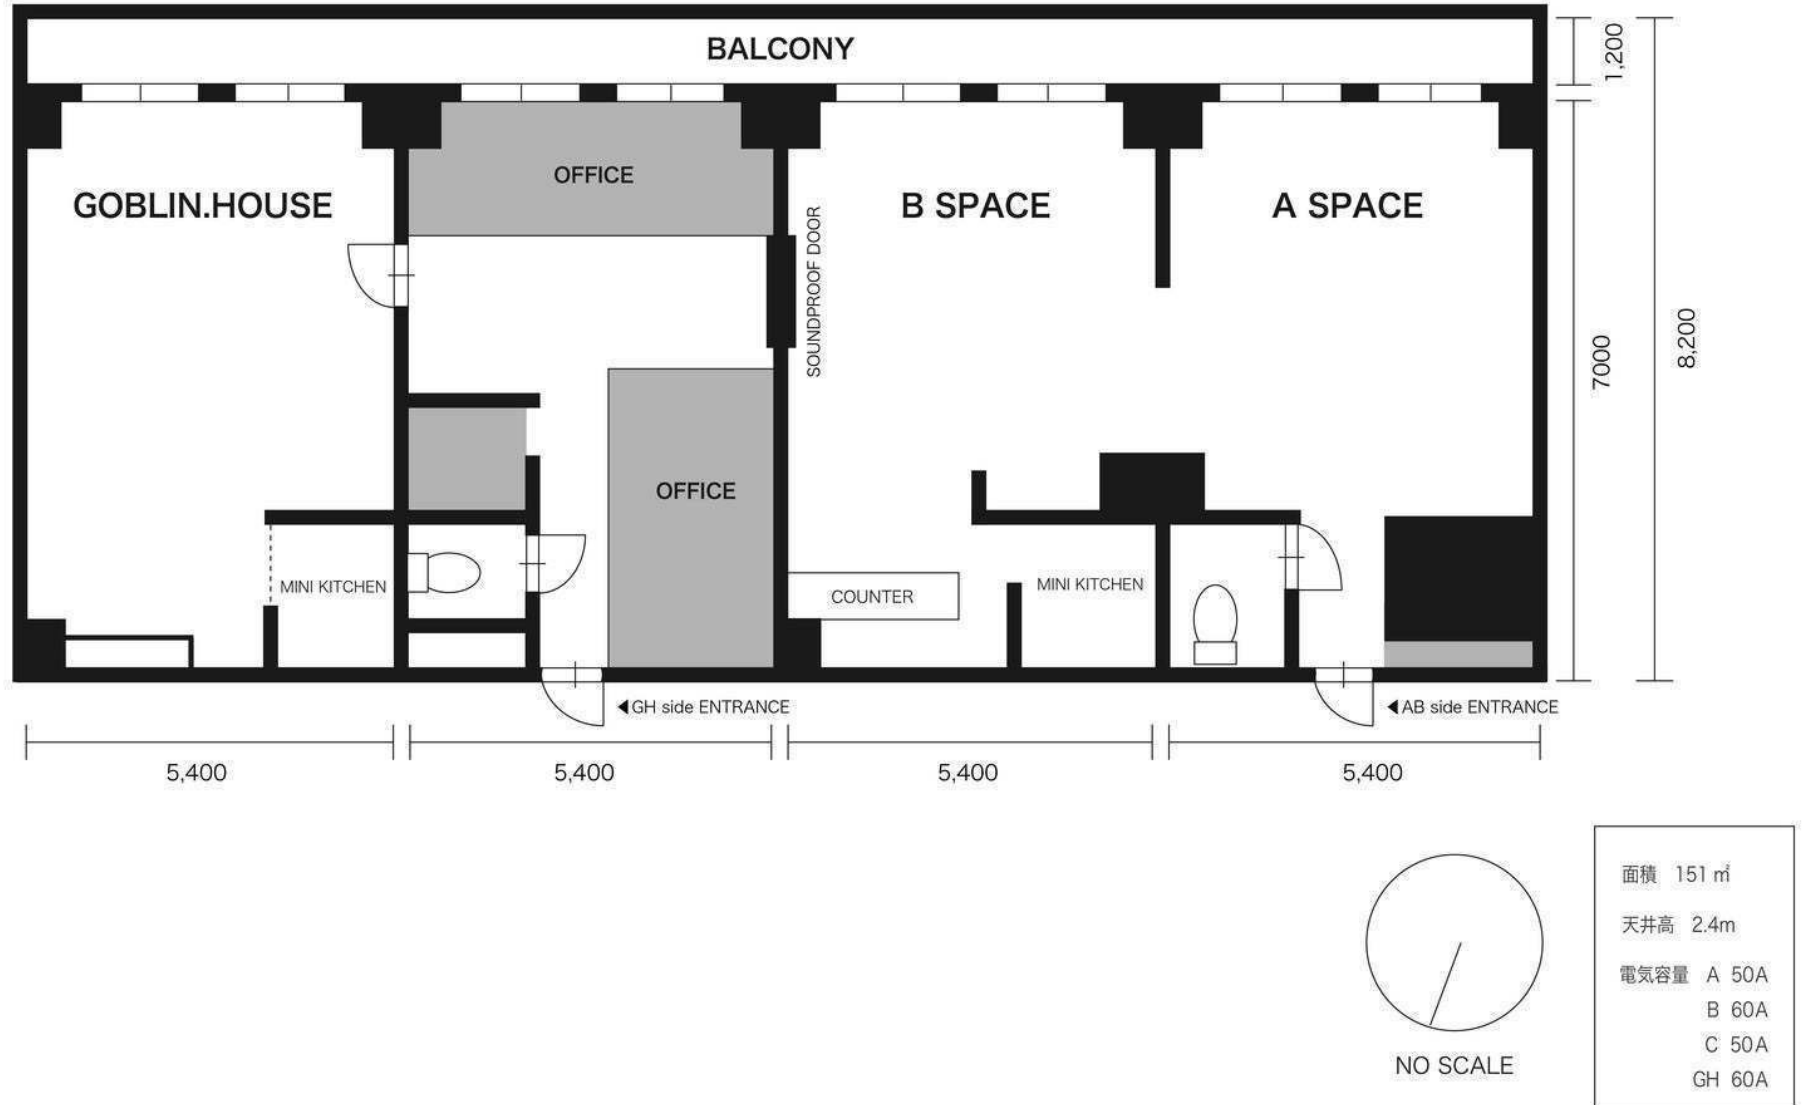 BALCONY
1,200
OFFICE
GOBLIN.HOUSE
B SPACE
A SPACE
SOUNDPROOF DOOR
7000
8,200
OFFICE
MINI KITCHEN
COUNTER
MINI KITCHEN
◀GH side ENTRANCE
◀AB side ENTRANCE
5,400
5,400
5,400
5,400
面積 151㎡
天井高 2.4m
電気容量 A 50A
B 60A
C 50A
GH 60A
NO SCALE